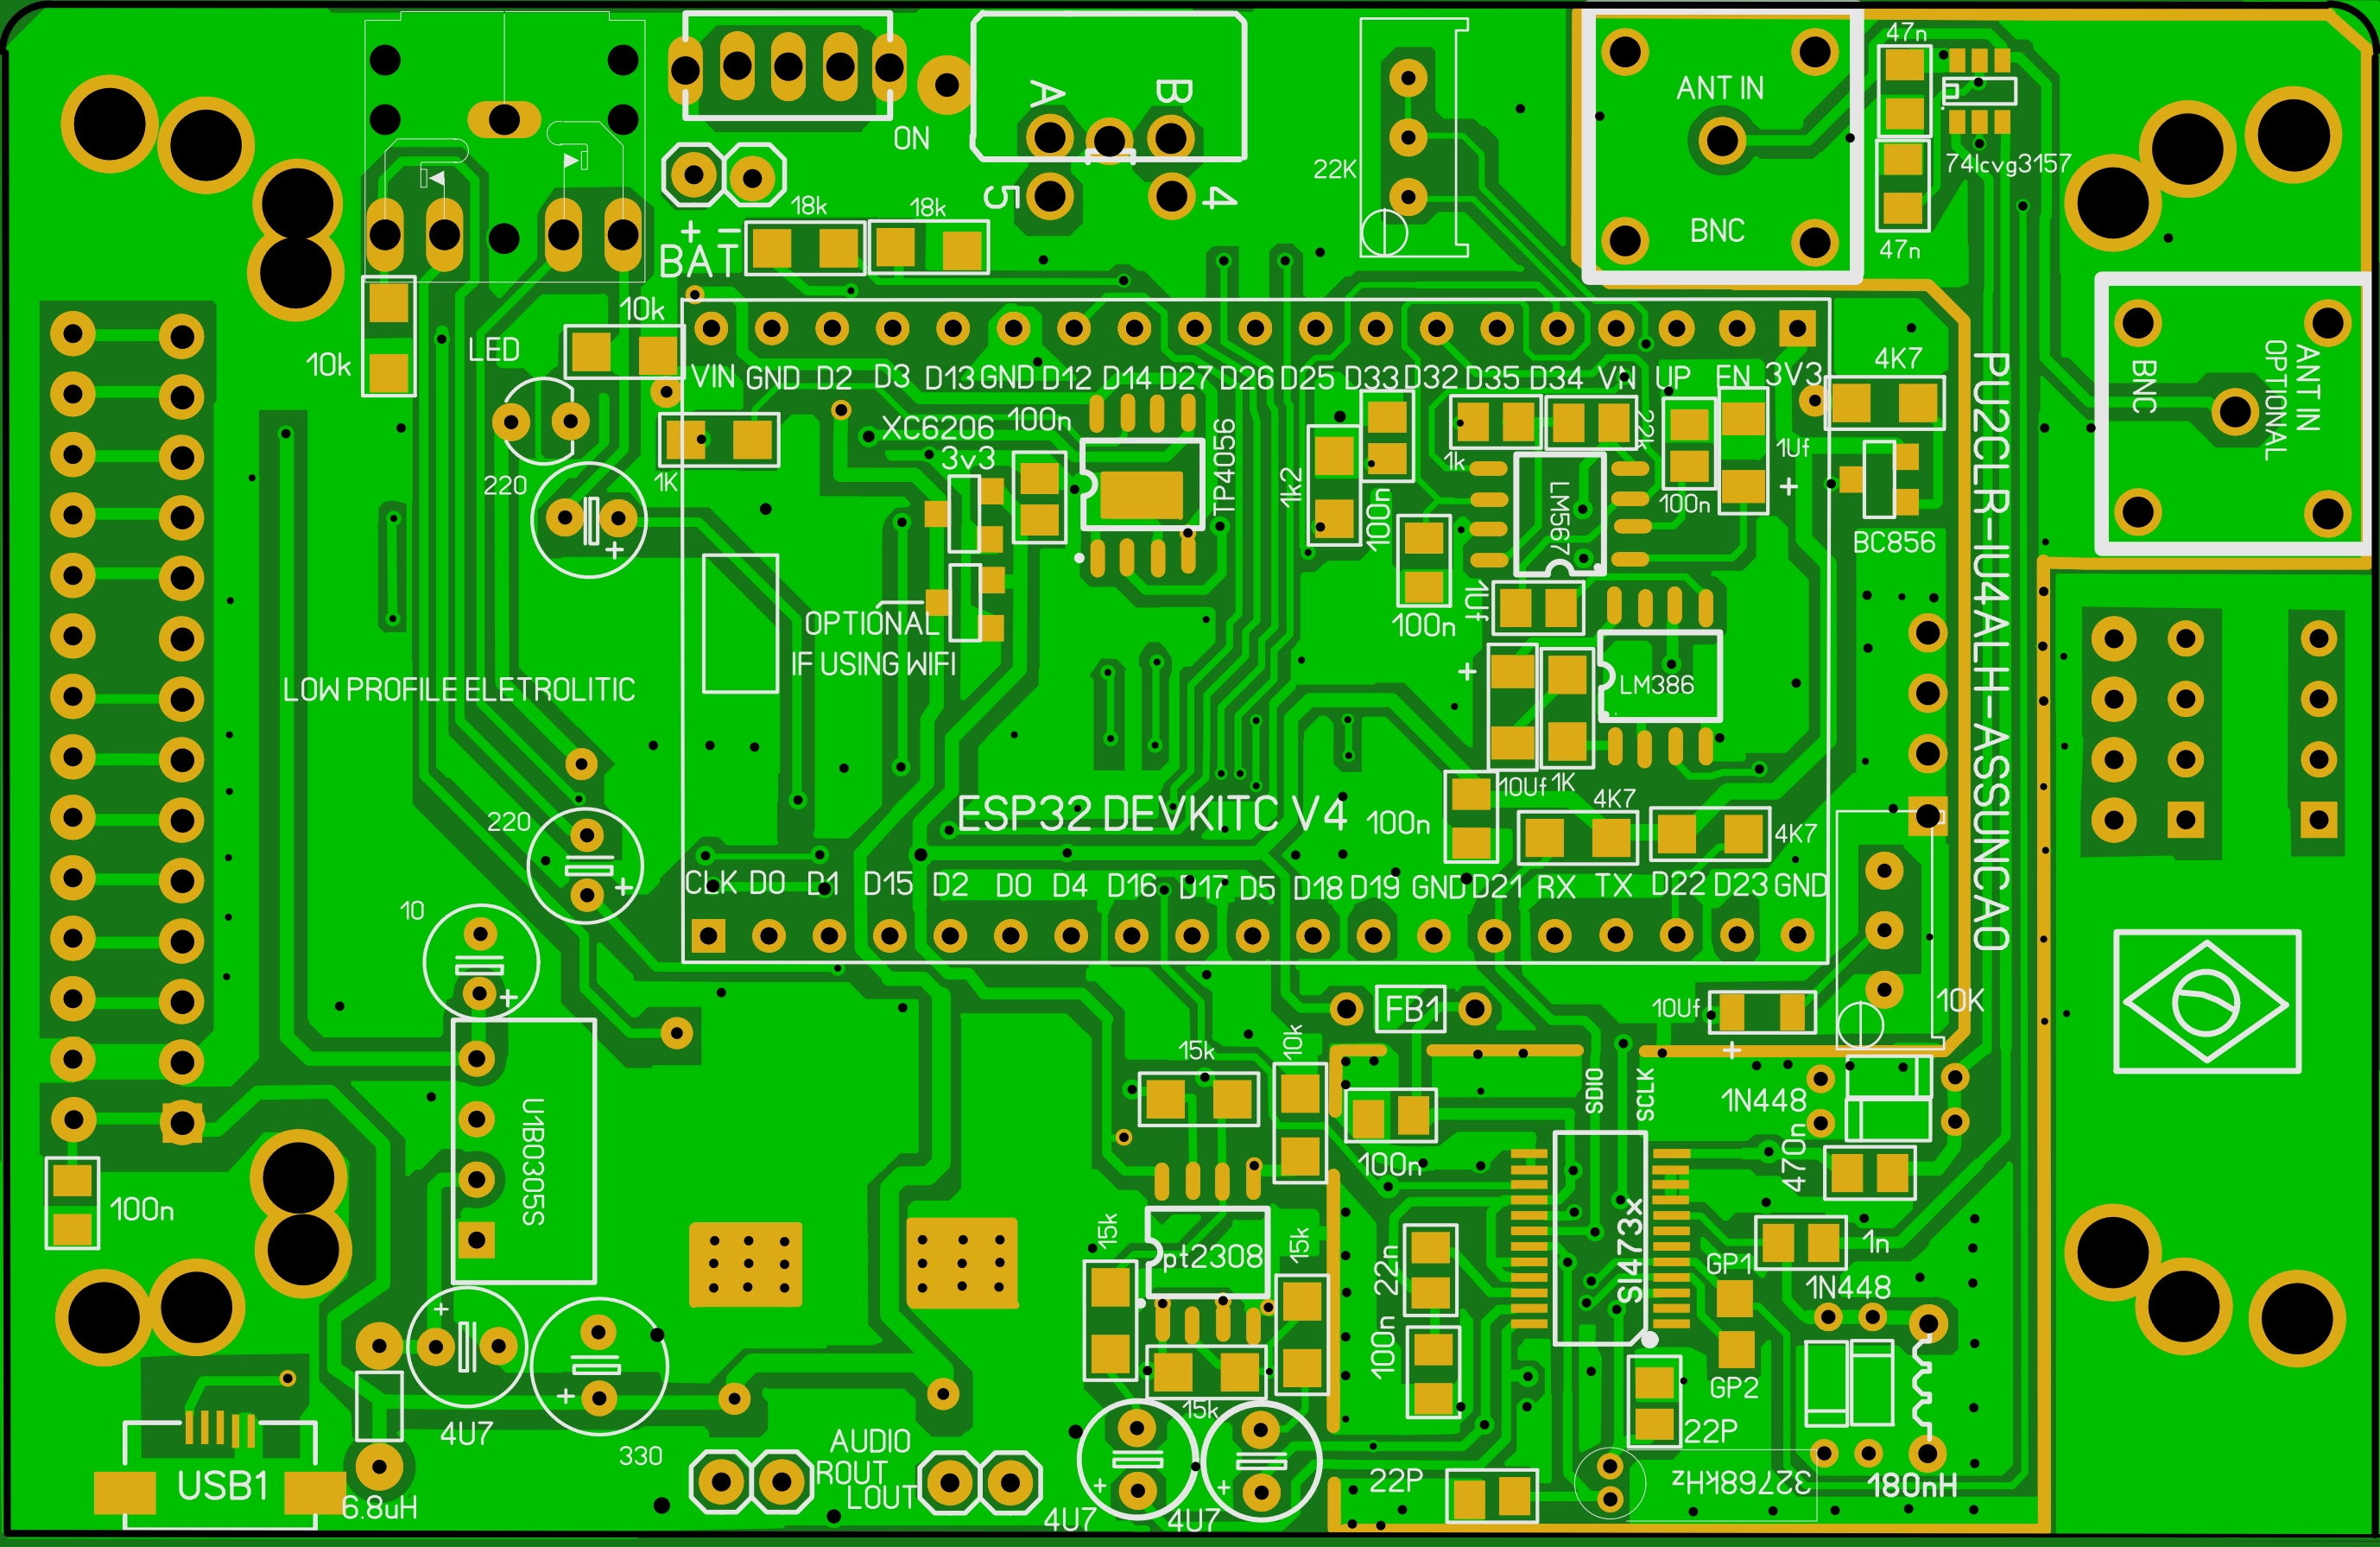 47n
ANT IN
A
B
ON
22K
74lcvg3157
18k
18k
5
4
BNC
+ −
BAT
47n
10k
LED
10k
VIN GND D2 D3 D13 GND D12 D14 D27 D26 D25 D33 D32 D35 D34 VN UP EN 3V3
4K7
ANT IN
OPTIONAL
BNC
XC6206
100n
3v3
TP4056
22k
1Uf
+
1k
1k2
100n
LM567
100n
220
1K
+
BC856
PU2CLR-IU4ALH-ASSUNCAO
OPTIONAL
IF USING WIFI
100n
1Uf
LOW PROFILE ELETROLITIC
+
LM386
10Uf
1K
4K7
ESP32 DEVKITC V4
100n
4K7
220
+
CLK D0 D1 D15 D2 D0 D4 D16 D17 D5 D18 D19 GND D21 RX TX D22 D23 GND
10
+
FB1
10Uf
+
10K
15k
10k
SDIO
SCLK
1N448
U1B0303S
100n
470n
100n
15k
pt2308
15k
22n
SI473x
GP1
1n
1N448
+
100n
GP2
4U7
+
15k
22P
330
AUDIO
ROUT
LOUT
USB1
6.8uH
+
4U7
+
4U7
22P
32768kHz
180nH